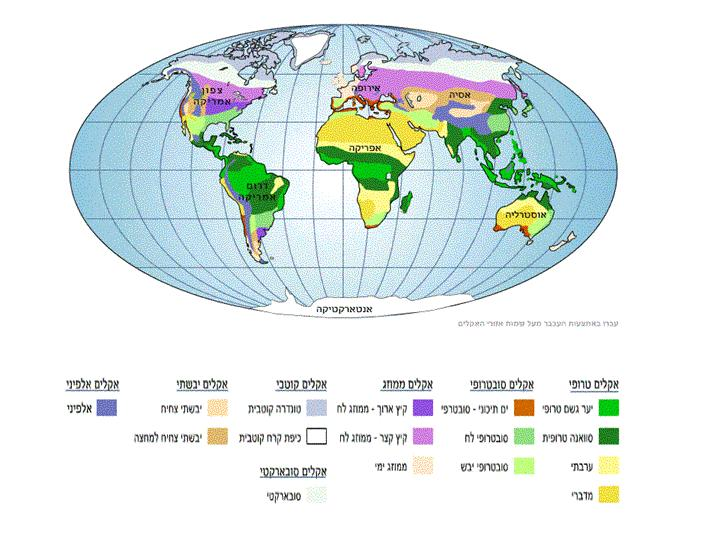 צפון
אמריקה
אירופה
אסיה
אפריקה
דרום
אמריקה
אוסטרליה
אנטארקטיקה
עברו באמצעות העכבר מעל שמות אזורי האקלים
אקלים טרופי
יער גשם טרופי
סוואנה טרופית
ערבתי
מדברי
אקלים סובטרופי
ים תיכוני - סובטרפי
סובטרופי לח
סובטרופי יבש
אקלים ממוזג
קיץ ארוך - ממוזג לח
קיץ קצר - ממוזג לח
ממוזג ימי
אקלים קוטבי
טונדרה קוטבית
כיפת קרח קוטבית
אקלים סובארקטי
סובארקטי
אקלים יבשתי
יבשתי צחיח
יבשתי צחיח למחצה
אקלים אלפיני
אלפיני